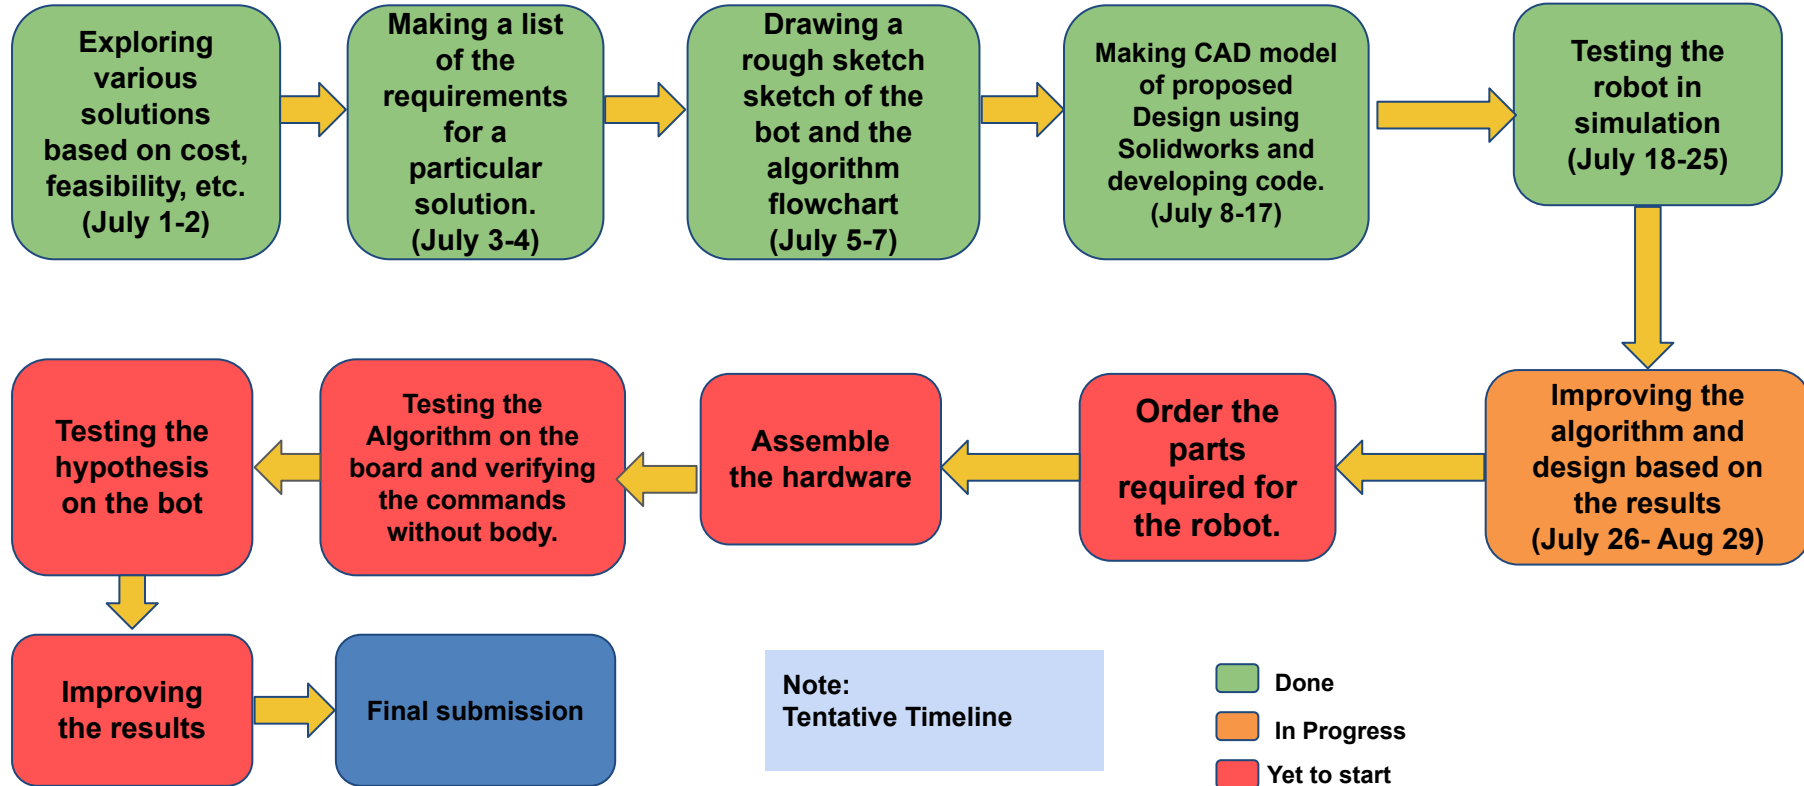 Exploring
various
solutions
based on cost,
feasibility, etc.
(July 1-2)
Making a list
of the
requirements
for a
particular
solution.
(July 3-4)
Drawing a
rough sketch
sketch of the
bot and the
algorithm
flowchart
(July 5-7)
Making CAD model
of proposed
Design using
Solidworks and
developing code.
(July 8-17)
Testing the
robot in
simulation
(July 18-25)
Improving the
algorithm and
design based on
the results
(July 26- Aug 29)
Order the
parts
required for
the robot.
Assemble
the hardware
Testing the
Algorithm on the
board and verifying
the commands
without body.
Testing the
hypothesis
on the bot
Improving
the results
Final submission
Note:
Tentative Timeline
Done
In Progress
Yet to start